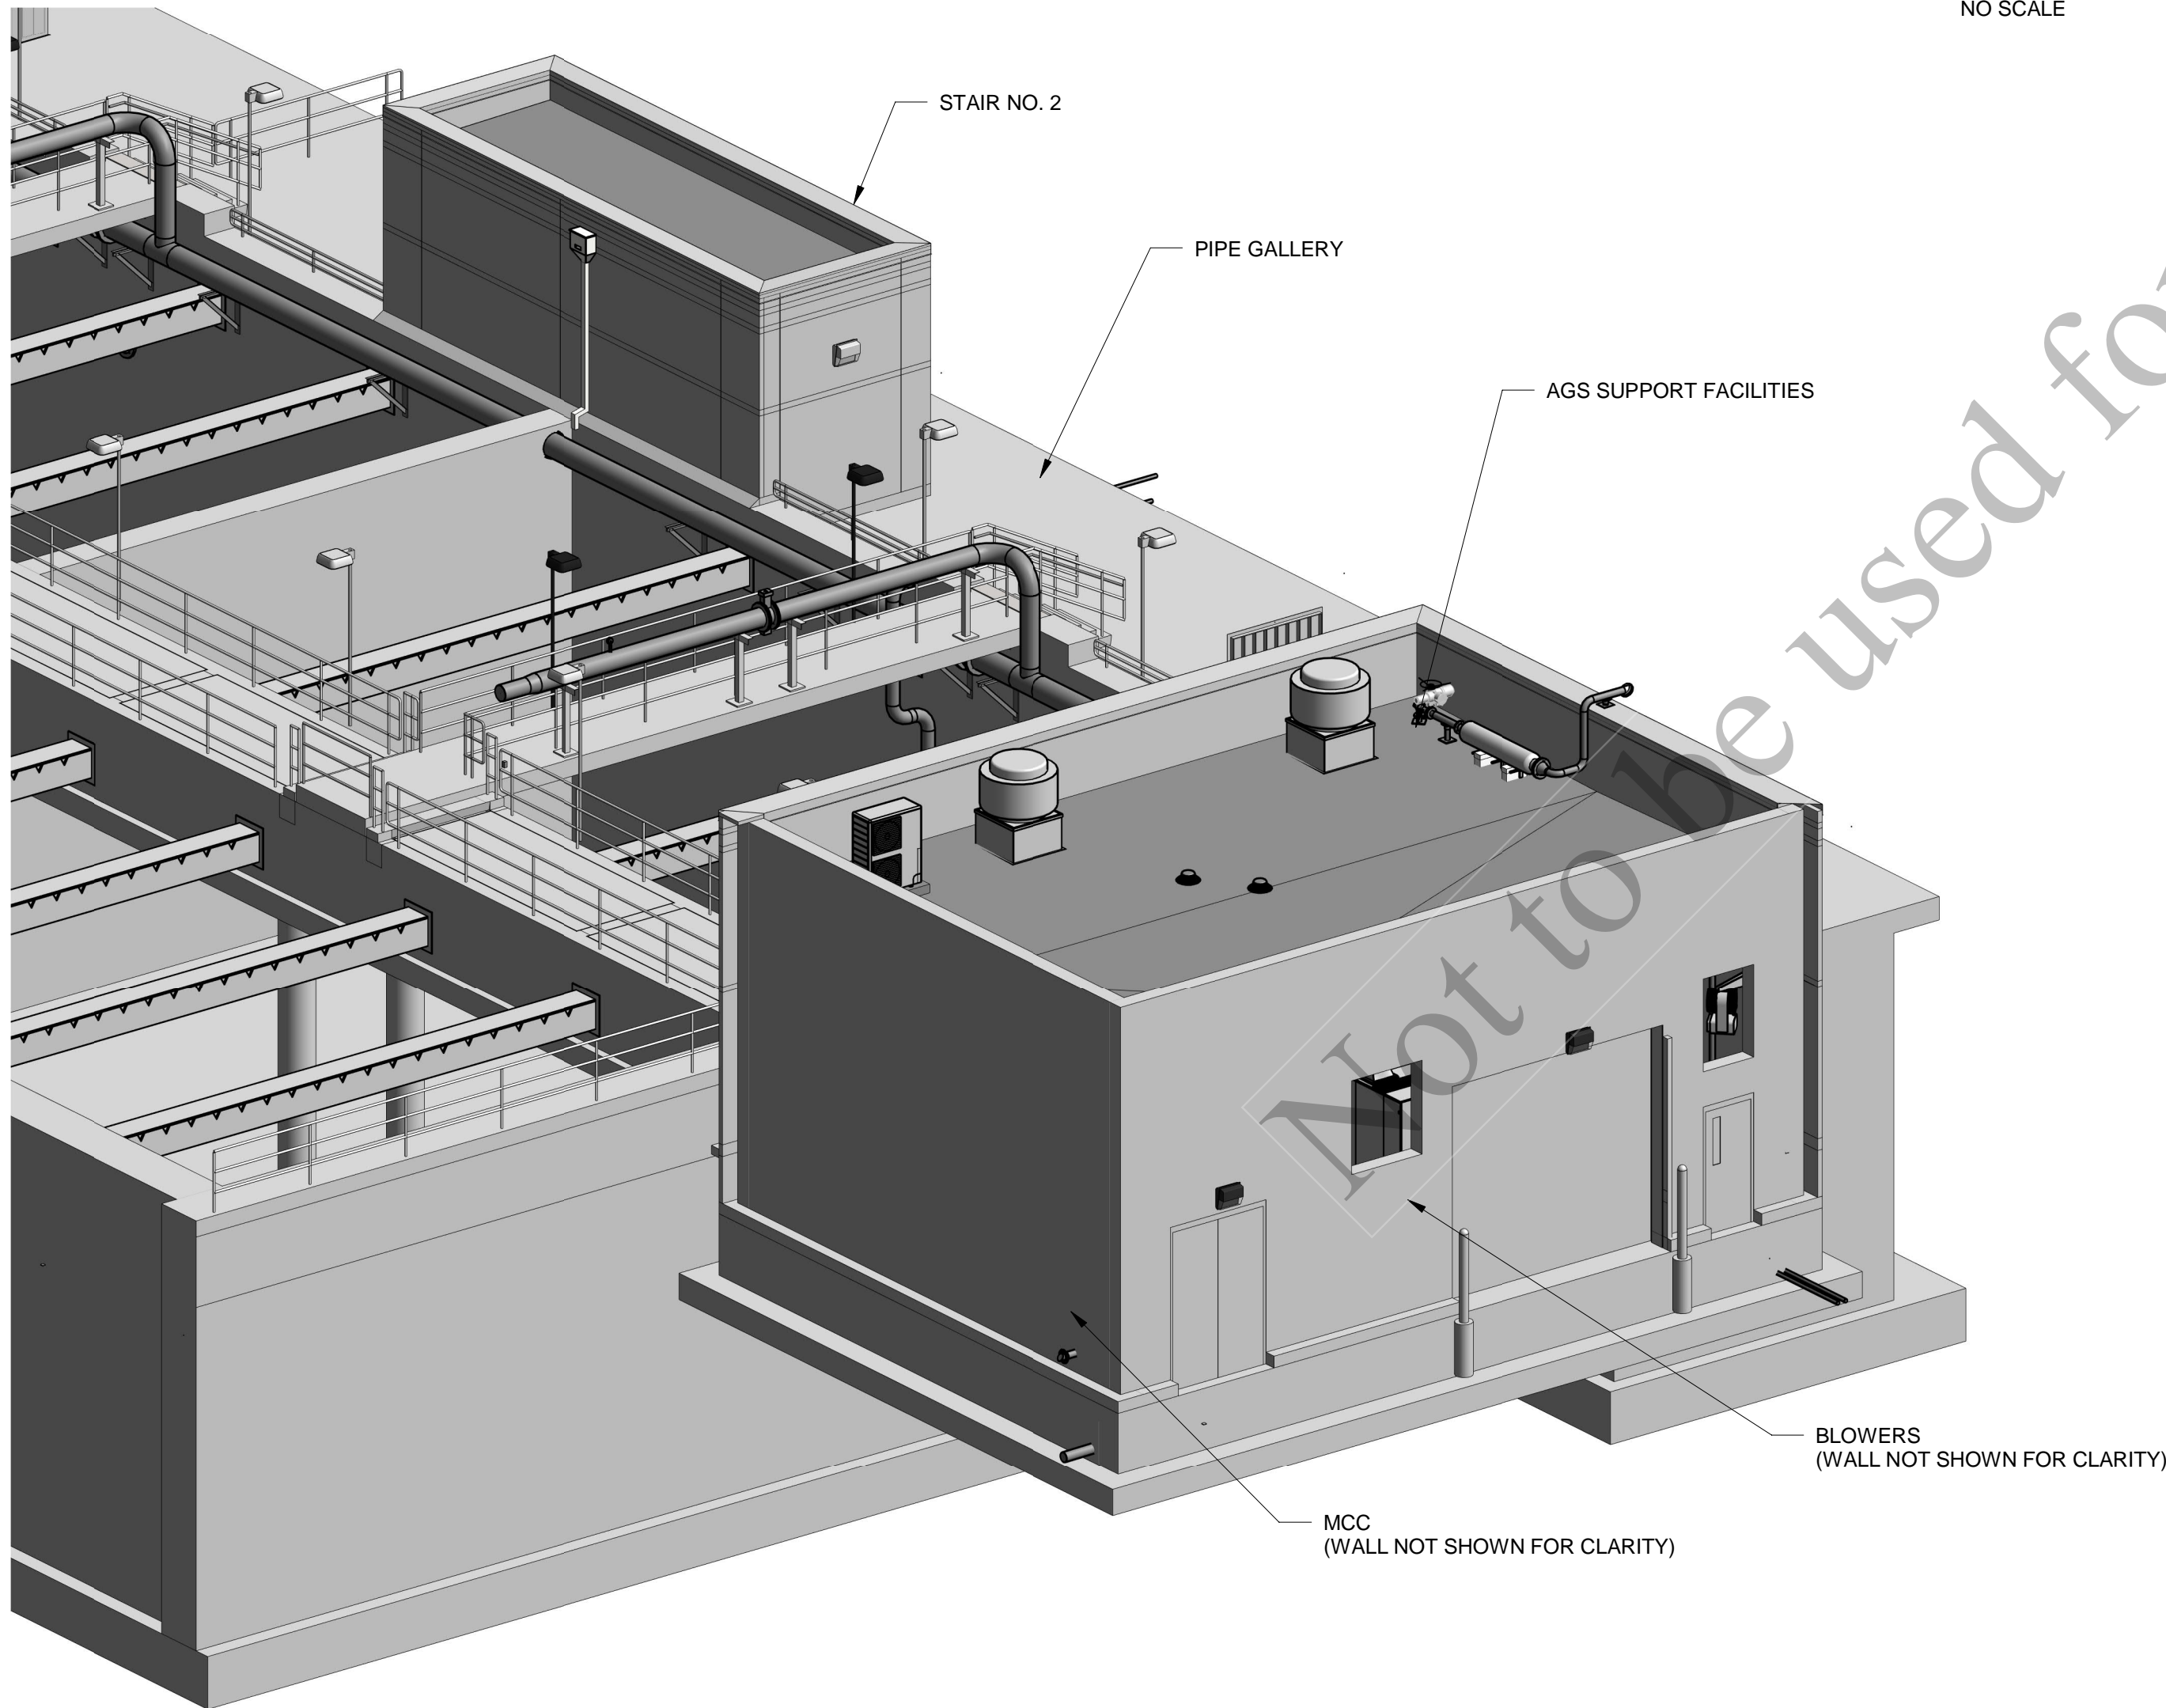 NO SCALE
STAIR NO. 2
PIPE GALLERY
AGS SUPPORT FACILITIES
Not to be used for
BLOWERS
(WALL NOT SHOWN FOR CLARITY)
MCC
(WALL NOT SHOWN FOR CLARITY)